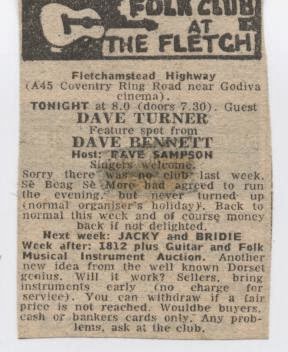 FOLK CLUB
AT
THE FLETCH
Fletchamstead Highway
(A45 Coventry Ring Road near Godiva
cinema).
TONIGHT at 8.0 (doors 7.30). Guest
DAVE TURNER
Feature spot from
DAVE BENNETT
Host: DAVE SAMPSON
Singers welcome.
Sorry there was no club last week.
Sè Beag Sè Morè had agreed to run
the evening, but never turned up
(normal organiser's holiday). Back to
normal this week and of course money
back if not delighted.
Next week: JACKY and BRIDIE
Week after: 1812 plus Guitar and Folk
Musical Instrument Auction. Another
new idea from the well known Dorset
genius. Will it work? Sellers, bring
instruments early (no charge for
service). You can withdraw if a fair
price is not reached. Wouldbe buyers,
cash or bankers cards only. Any prob-
lems, ask at the club.